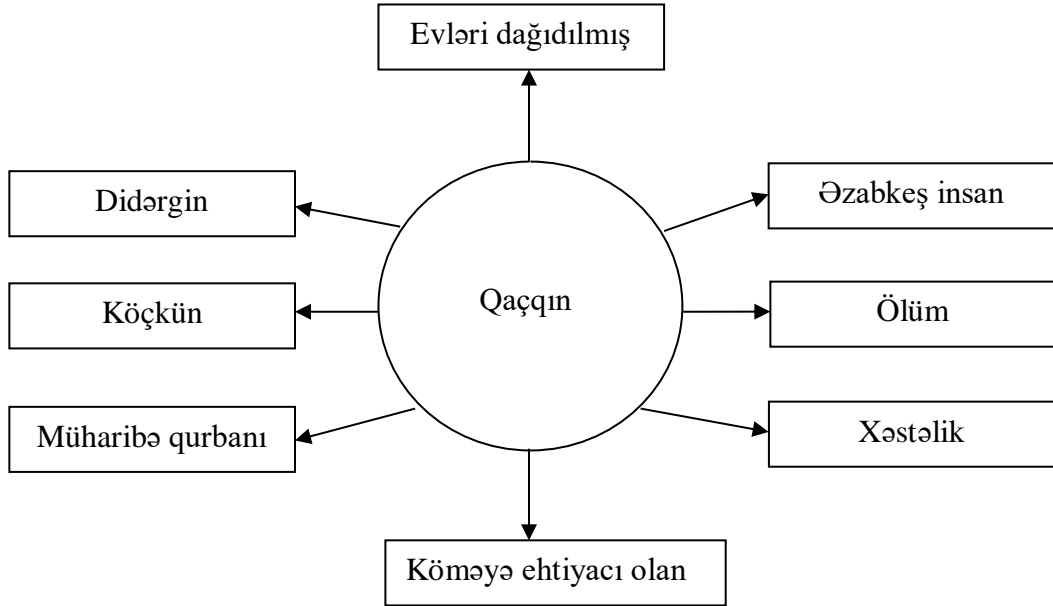 Evləri dağıdılmış
Didərgin
Əzabkeş insan
Köçkün
Qaçqın
Ölüm
Müharibə qurbanı
Xəstəlik
Köməyə ehtiyacı olan